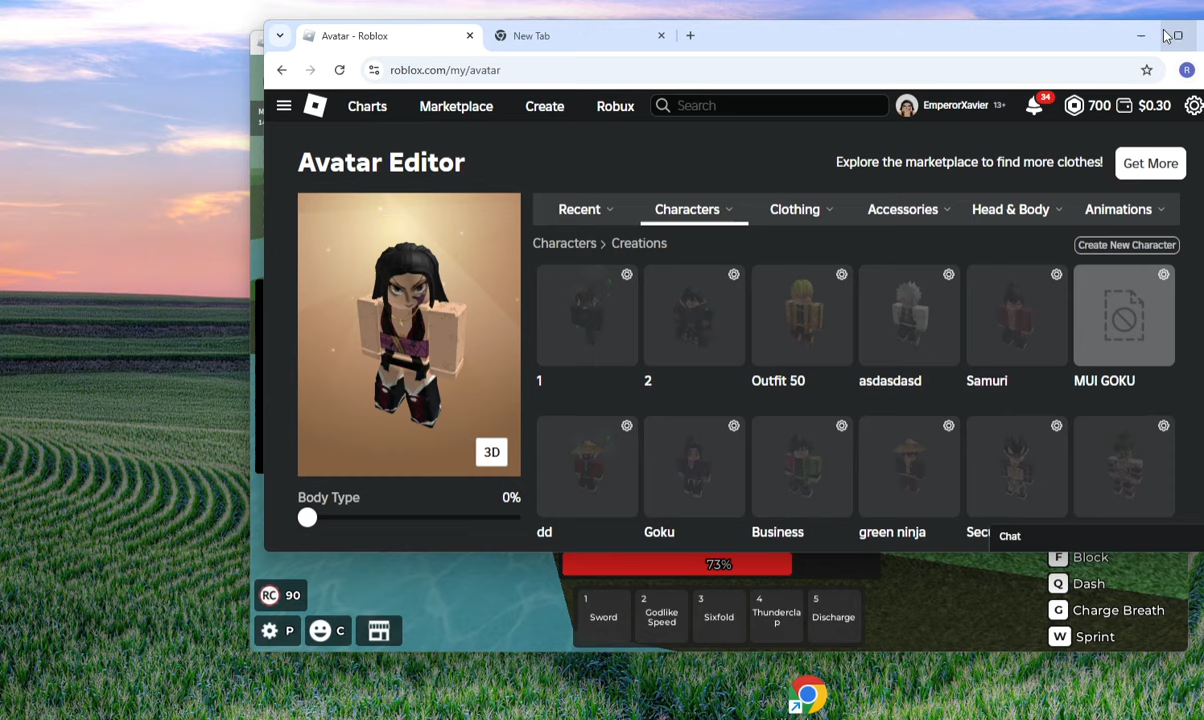 Avatar - Roblox
New Tab
roblox.com/my/avatar
R
Charts
Marketplace
Create
Robux
Search
EmperorXavier 13+
34
700
$0.30
Avatar Editor
Explore the marketplace to find more clothes!
Get More
Recent
Characters
Clothing
Accessories
Head & Body
Animations
Characters > Creations
Create New Character
1
2
Outfit 50
asdasdasd
Samuri
MUI GOKU
3D
Body Type
0%
dd
Goku
Business
green ninja
Chat
73%
F Block
RC 90
1
Sword
2
Godlike
Speed
3
Sixfold
4
Thundercla
p
5
Discharge
Q Dash
G Charge Breath
P
C
W Sprint